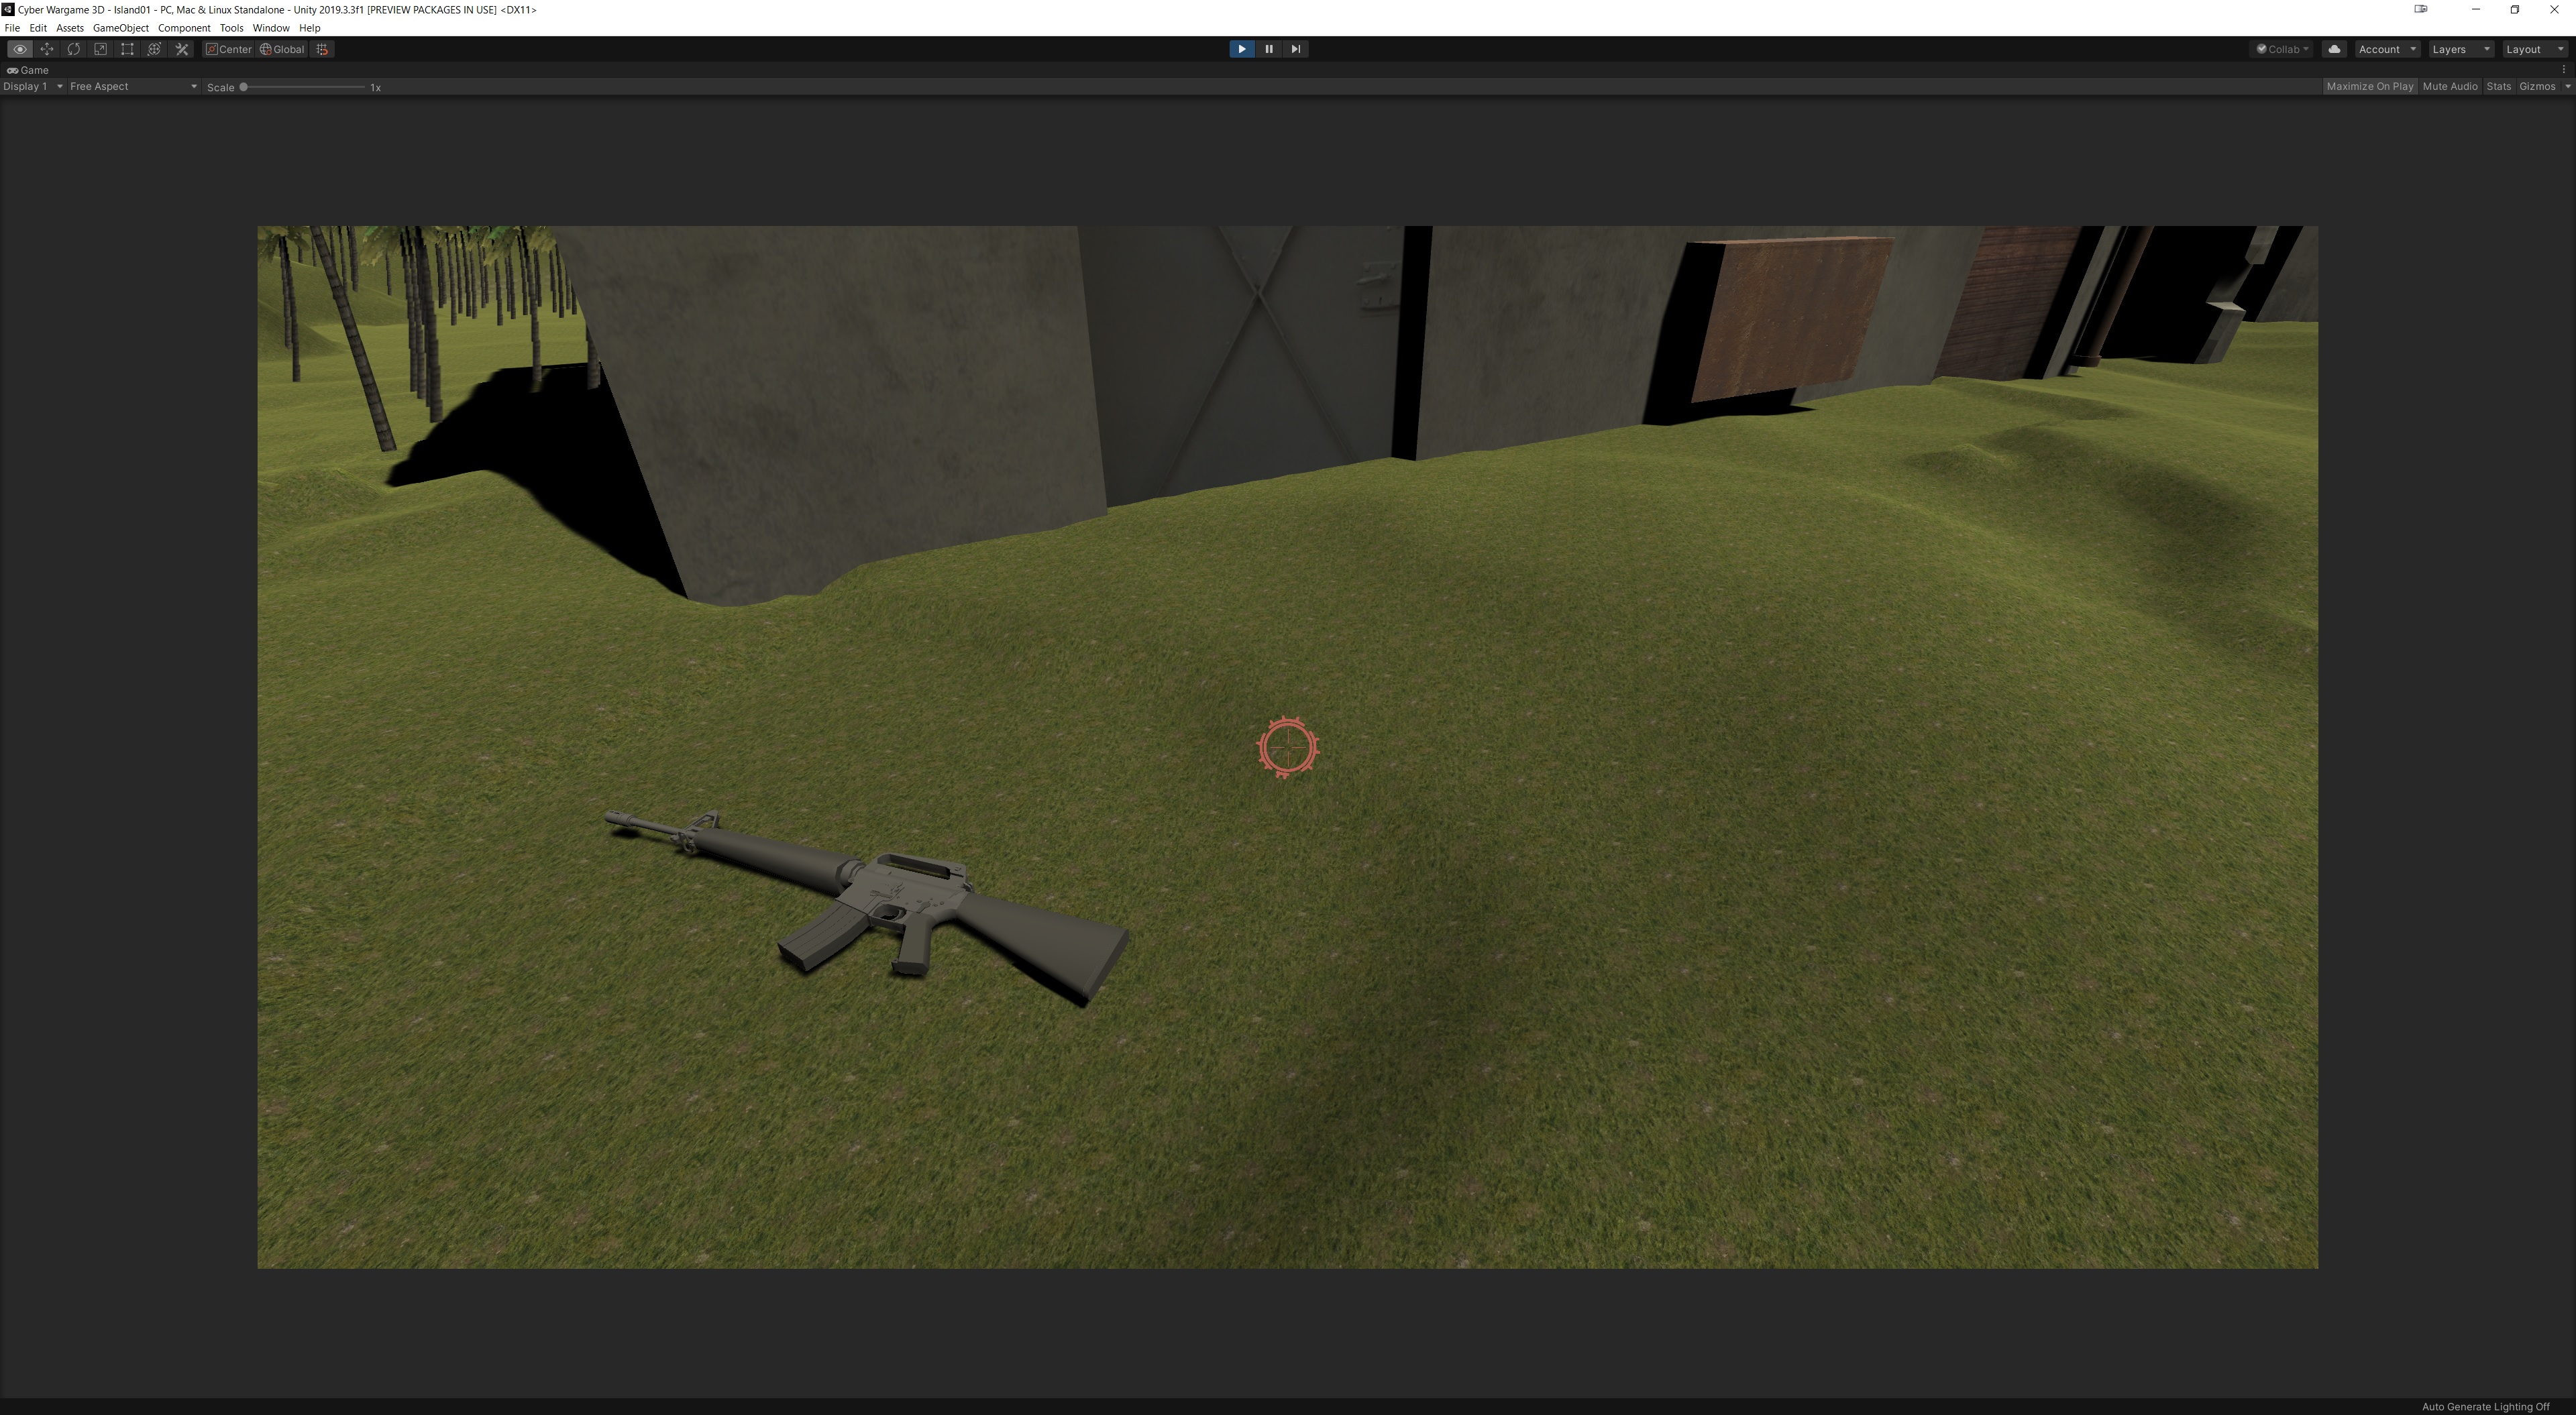 Cyber Wargame 3D - Island01 - PC, Mac & Linux Standalone - Unity 2019.3.3f1 [PREVIEW PACKAGES IN USE] <DX11>
File Edit Assets GameObject Component Tools Window Help
Center Global Collab Account Layers Layout
Game
Display 1 Free Aspect Scale 1x Maximize On Play Mute Audio Stats Gizmos
Auto Generate Lighting Off